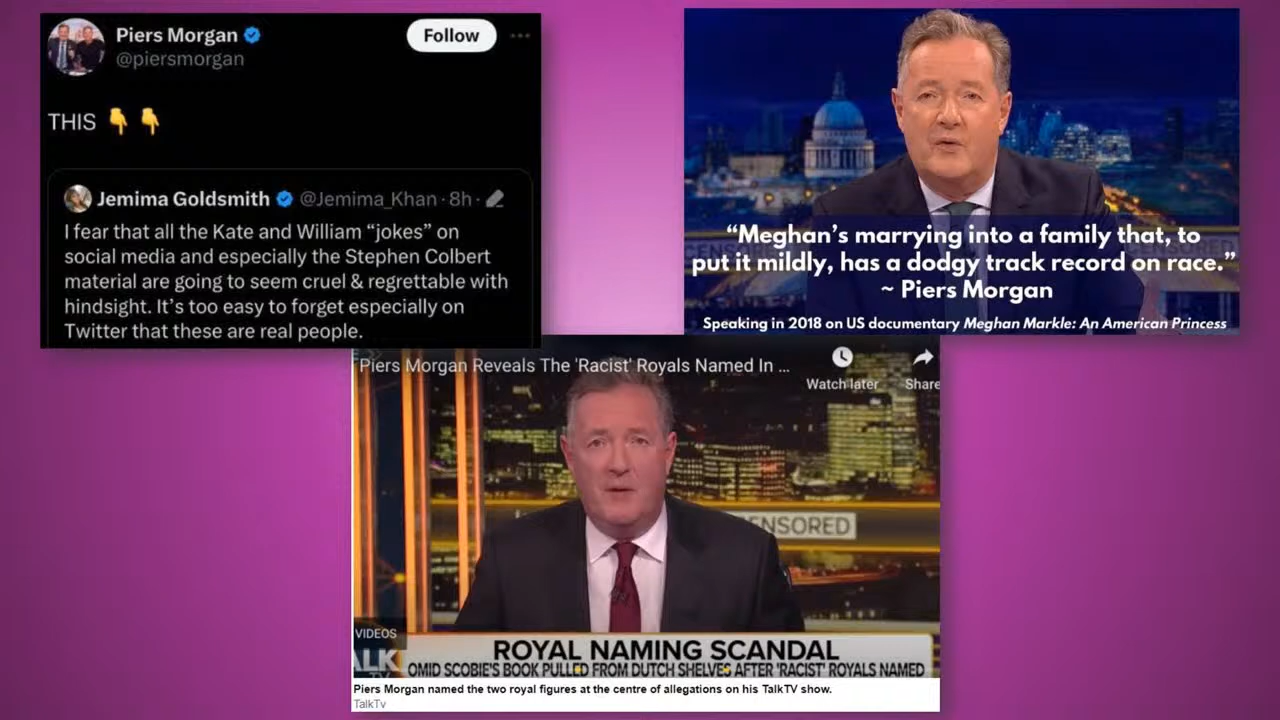 Piers Morgan
@piersmorgan
Follow
THIS 👇 👇
Jemima Goldsmith @Jemima_Khan · 8h ·
I fear that all the Kate and William “jokes” on
social media and especially the Stephen Colbert
material are going to seem cruel & regrettable with
hindsight. It’s too easy to forget especially on
Twitter that these are real people.
CENSORED
“Meghan’s marrying into a family that, to
put it mildly, has a dodgy track record on race.”
~ Piers Morgan
Speaking in 2018 on US documentary Meghan Markle: An American Princess
Piers Morgan Reveals The 'Racist' Royals Named In ...
Watch later
Share
ENSORED
VIDEOS
ALK
ROYAL NAMING SCANDAL
OMID SCOBIE'S BOOK PULLED FROM DUTCH SHELVES AFTER 'RACIST' ROYALS NAMED
Piers Morgan named the two royal figures at the centre of allegations on his TalkTV show.
TalkTv